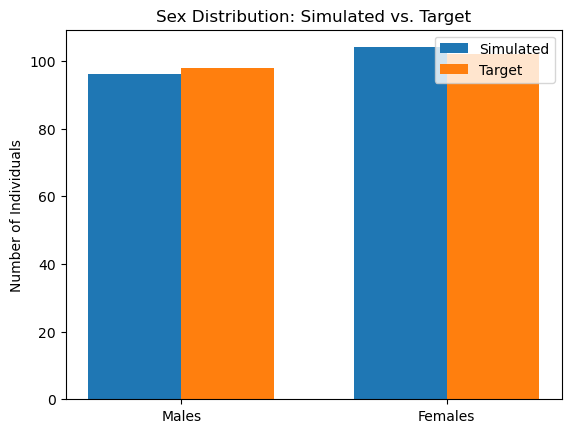 Sex Distribution: Simulated vs. Target
Simulated
Target
Number of Individuals
100
80
60
40
20
0
Males
Females